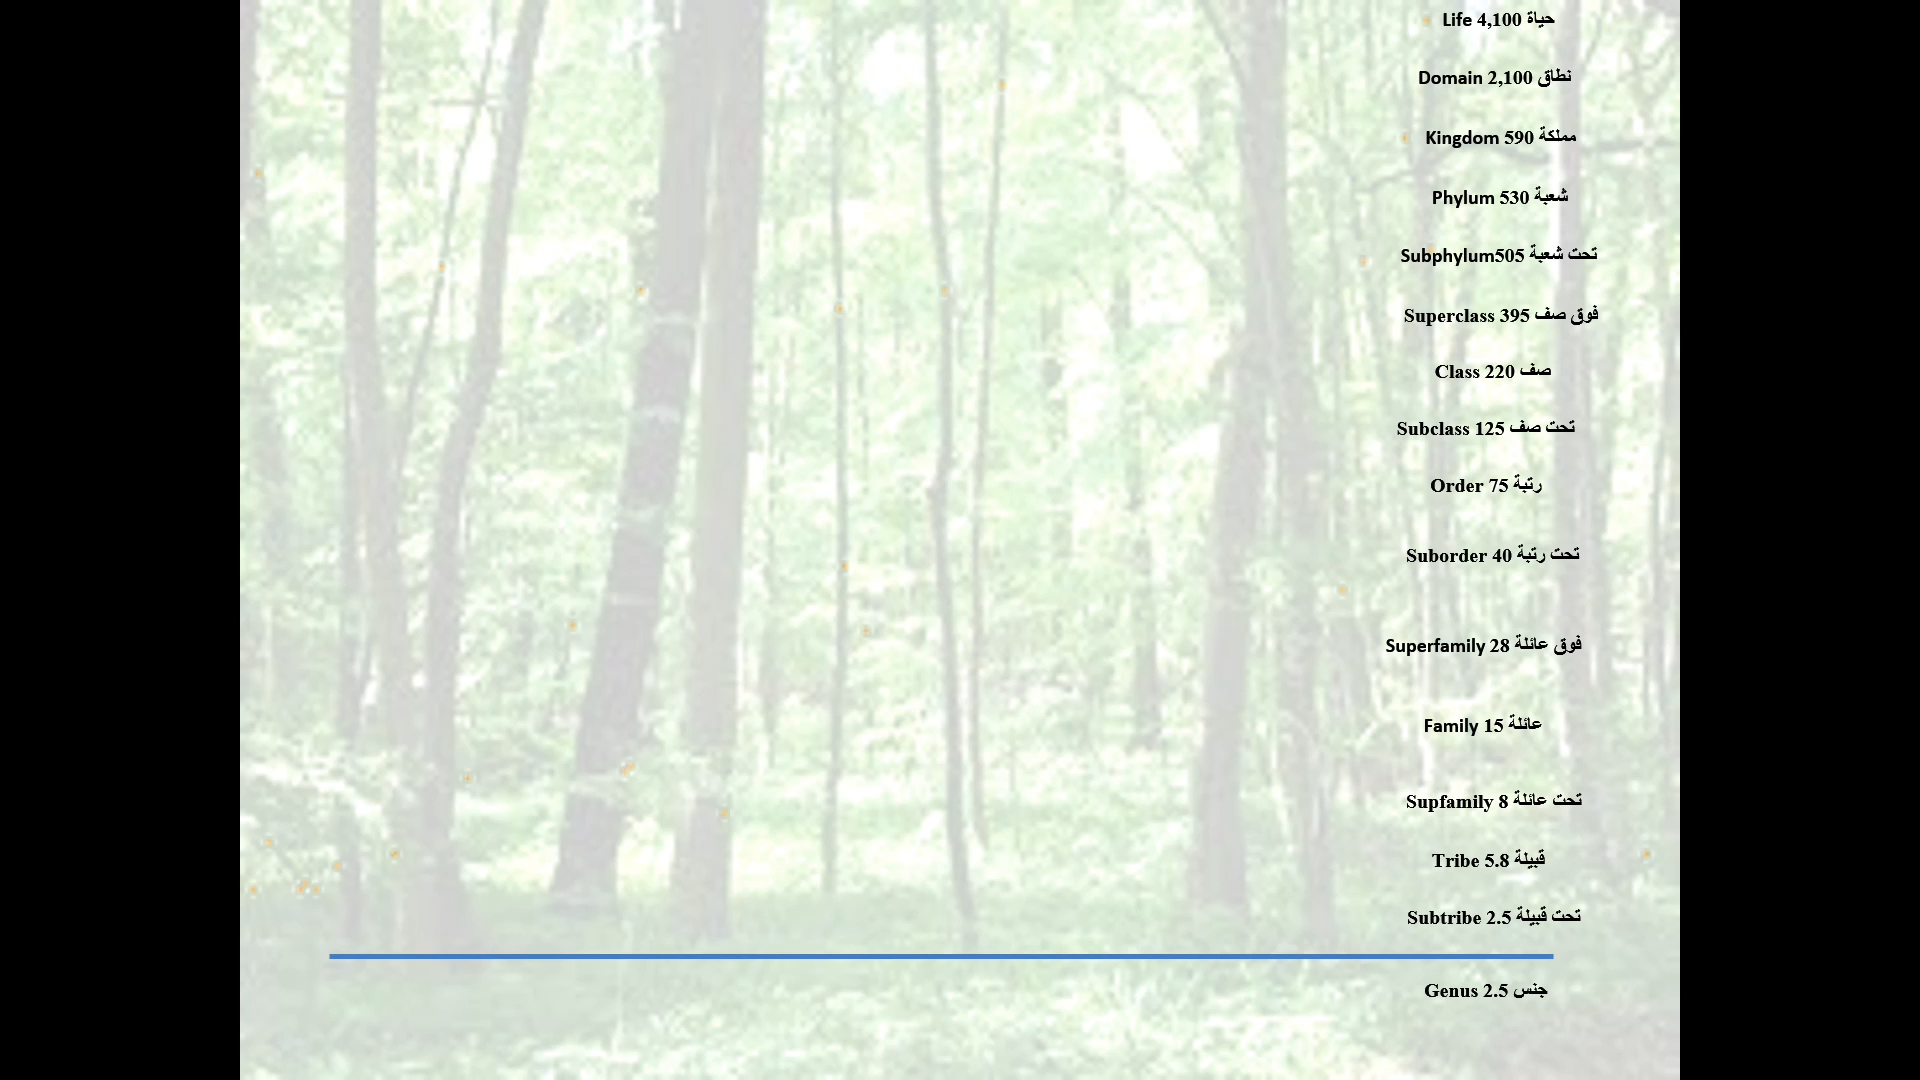 Life 4,100 حياة
Domain 2,100 نطاق
Kingdom 590 مملكة
Phylum 530 شعبة
Subphylum505 تحت شعبة
Superclass 395 فوق صف
Class 220 صف
Subclass 125 تحت صف
Order 75 رتبة
Suborder 40 تحت رتبة
Superfamily 28 فوق عائلة
Family 15 عائلة
Supfamily 8 تحت عائلة
Tribe 5.8 قبيلة
Subtribe 2.5 تحت قبيلة
Genus 2.5 جنس